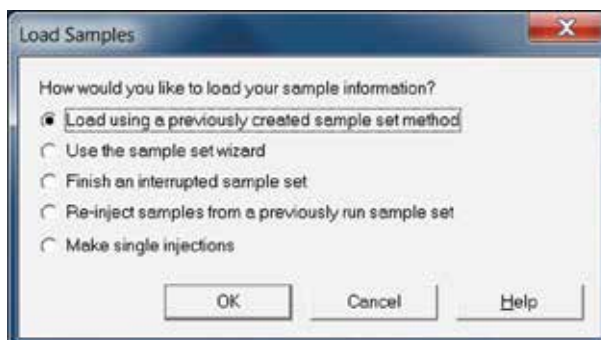 Load Samples
How would you like to load your sample information?
Load using a previously created sample set method
Use the sample set wizard
Finish an interrupted sample set
Re-inject samples from a previously run sample set
Make single injections
OK Cancel Help